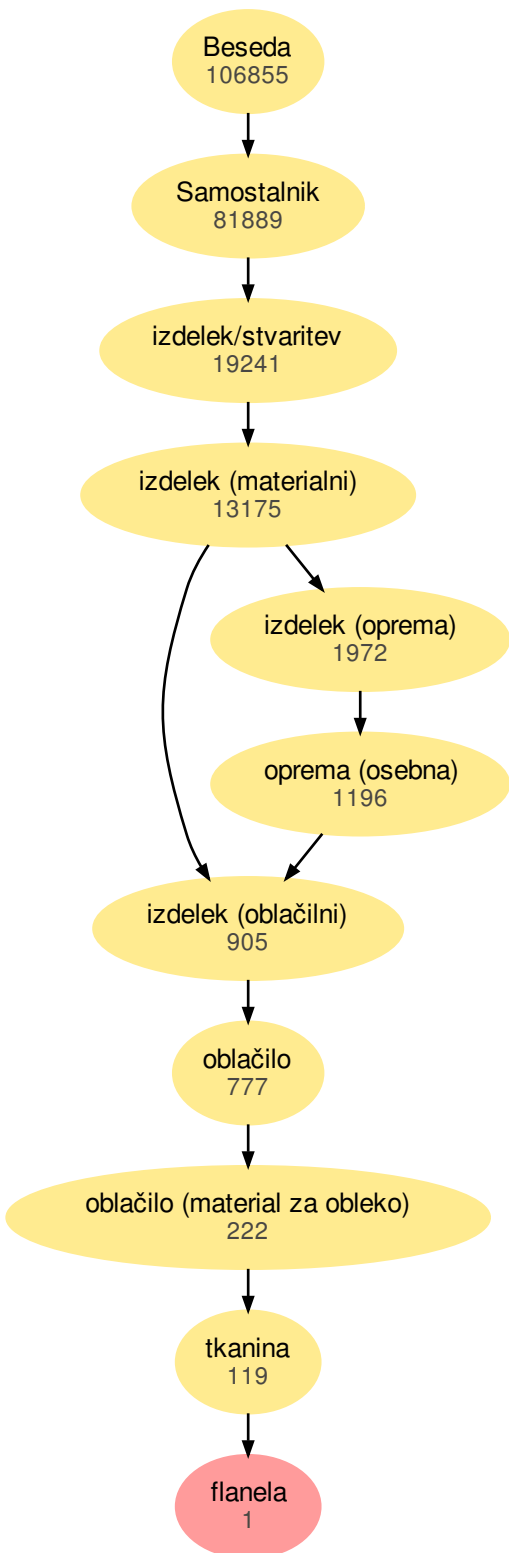 Beseda
106855
Samostalnik
81889
izdelek/stvaritev
19241
izdelek (materialni)
13175
izdelek (oprema)
1972
oprema (osebna)
1196
izdelek (oblačilni)
905
oblačilo
777
oblačilo (material za obleko)
222
tkanina
119
flanela
1